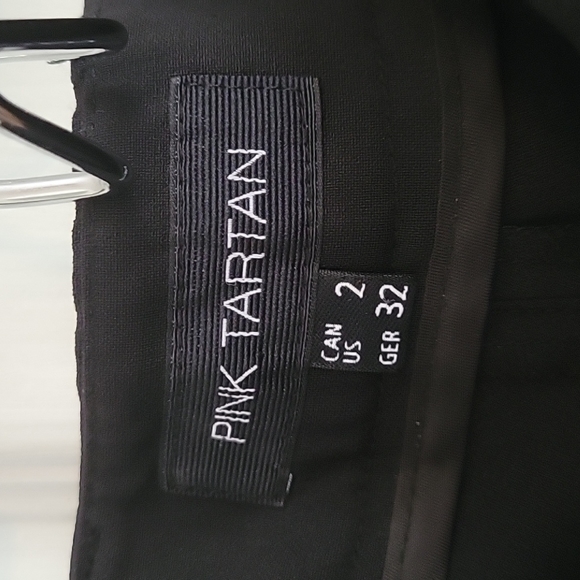 PINK TARTAN
CAN
US 2
GER 32